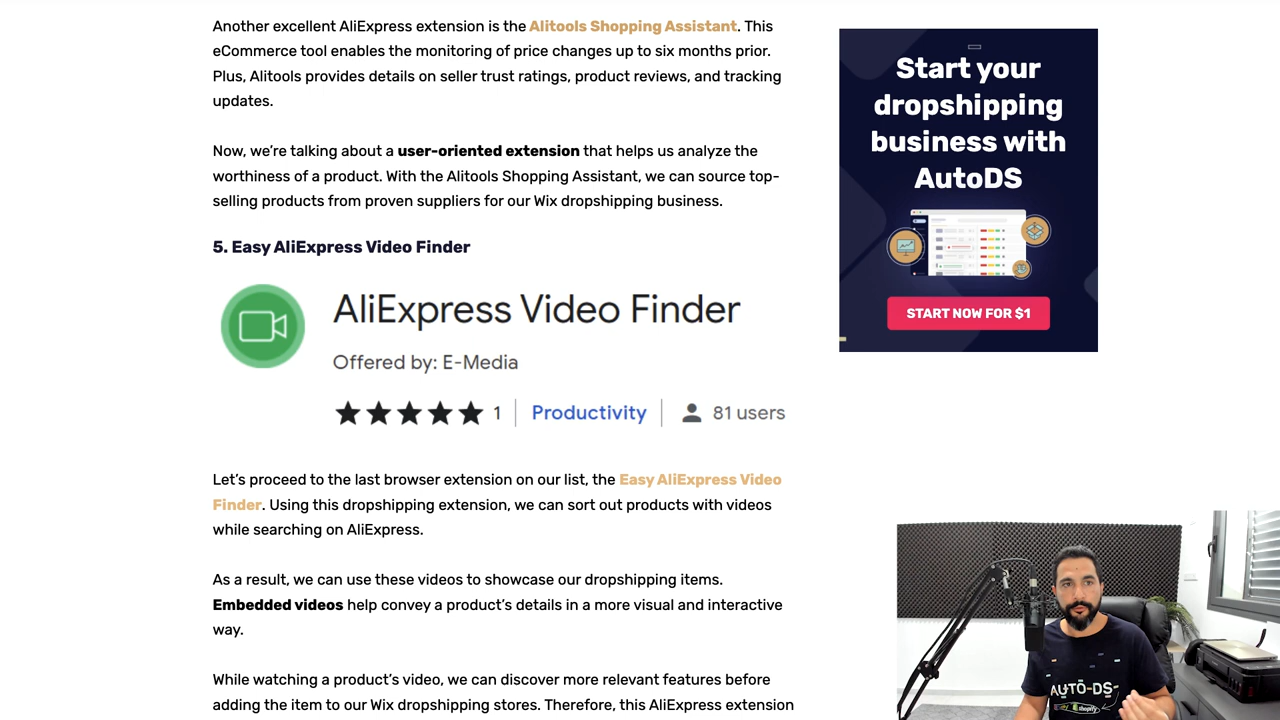 Another excellent AliExpress extension is the Alitools Shopping Assistant. This
eCommerce tool enables the monitoring of price changes up to six months prior.
Plus, Alitools provides details on seller trust ratings, product reviews, and tracking
updates.
Now, we’re talking about a user-oriented extension that helps us analyze the
worthiness of a product. With the Alitools Shopping Assistant, we can source top-
selling products from proven suppliers for our Wix dropshipping business.
5. Easy AliExpress Video Finder
AliExpress Video Finder
Offered by: E-Media
1
Productivity
81 users
Let’s proceed to the last browser extension on our list, the Easy AliExpress Video
Finder. Using this dropshipping extension, we can sort out products with videos
while searching on AliExpress.
As a result, we can use these videos to showcase our dropshipping items.
Embedded videos help convey a product’s details in a more visual and interactive
way.
While watching a product’s video, we can discover more relevant features before
adding the item to our Wix dropshipping stores. Therefore, this AliExpress extension
Start your
dropshipping
business with
AutoDS
START NOW FOR $1
AUTO-DS
shopify